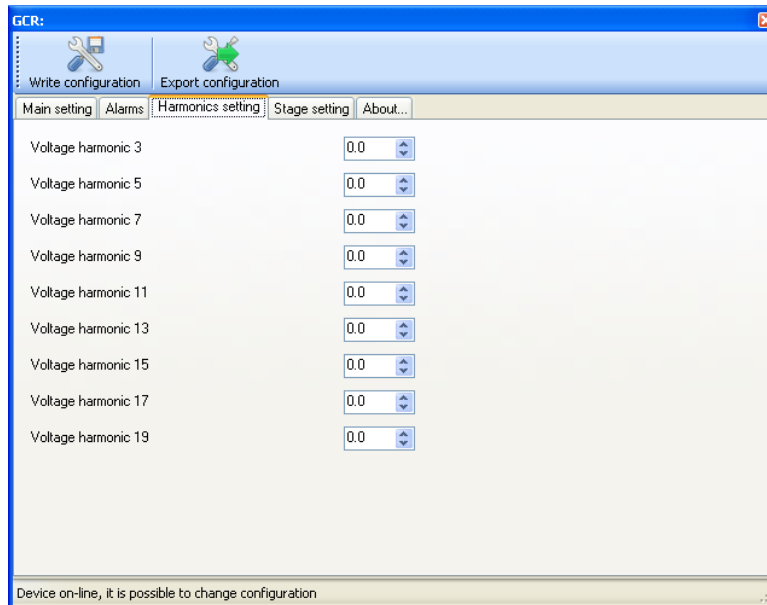 GCR:
Write configuration Export configuration
Main setting Alarms Harmonics setting Stage setting About...
Voltage harmonic 3 0.0
Voltage harmonic 5 0.0
Voltage harmonic 7 0.0
Voltage harmonic 9 0.0
Voltage harmonic 11 0.0
Voltage harmonic 13 0.0
Voltage harmonic 15 0.0
Voltage harmonic 17 0.0
Voltage harmonic 19 0.0
Device on-line, it is possible to change configuration